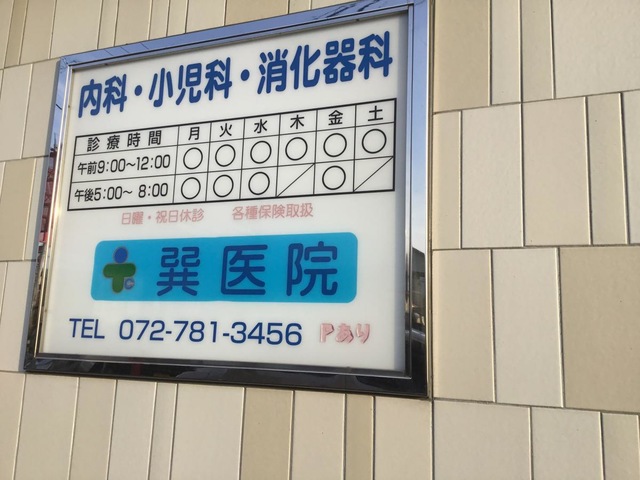 内科・小児科・消化器科
診療時間 月 火 水 木 金 土
午前9:00〜12:00 ○ ○ ○ ○ ○ ○
午後5:00〜 8:00 ○ ○ ○ ／ ○ ／
日曜・祝日休診 各種保険取扱
巽医院
TEL 072-781-3456 Pあり